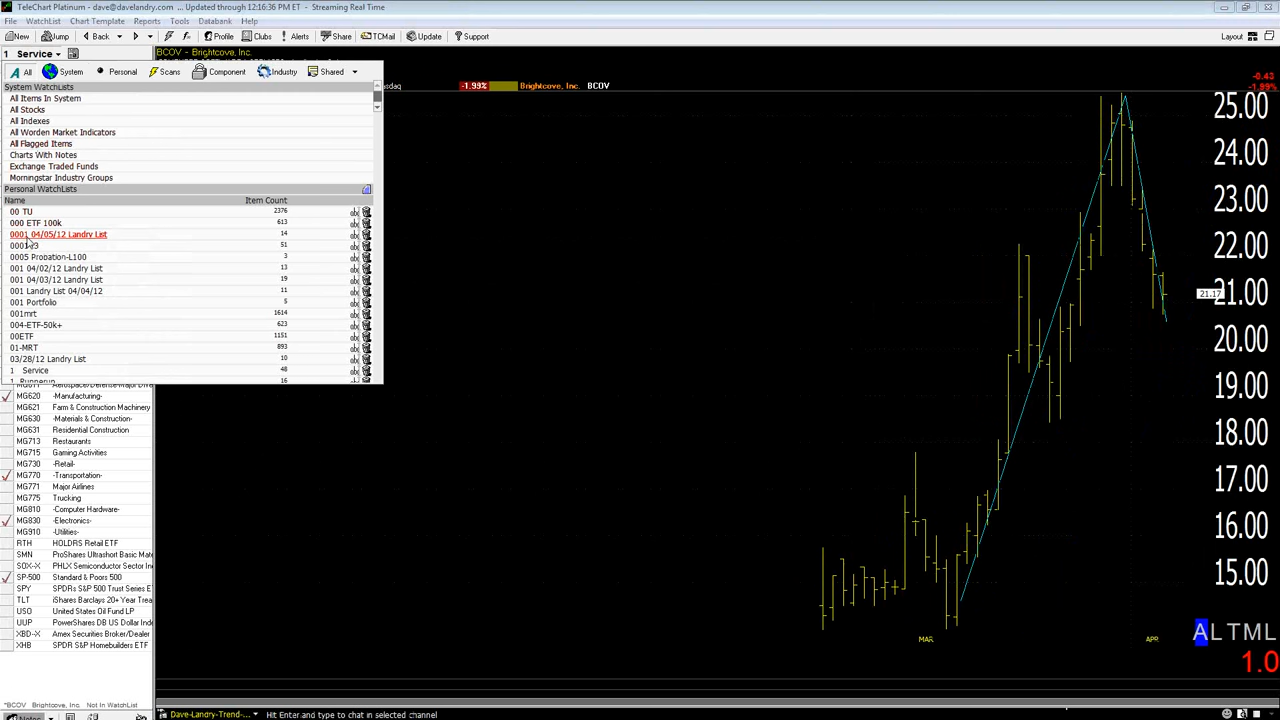 TeleChart Platinum - dave@davelandry.com ... Updated through 12:16:36 PM ET - Streaming Real Time
File WatchList Chart Template Reports Tools Databank Help
New Jump Back Profile Clubs Alerts Share TCMail Update Support Layout
1 Service
BCOV - Brightcove, Inc.
All System Personal Scans Component Industry Shared
-0.43
-1.99% Brightcove, Inc. BCOV
-1.99%
System WatchLists
All Items In System
All Stocks
All Indexes
All Worden Market Indicators
All Flagged Items
Charts With Notes
Exchange Traded Funds
Morningstar Industry Groups
Personal WatchLists
Name Item Count
00 TU 2376
000 ETF 100k 613
0001 04/05/12 Landry List 14
51
0005 Probation-L100 3
001 04/02/12 Landry List 13
001 04/03/12 Landry List 19
001 Landry List 04/04/12 11
001 Portfolio 5
001mrt 1614
004-ETF-50k+ 623
00ETF 1151
01-MRT 893
03/28/12 Landry List 10
1 Service 48
1 Runnerup 16
MG620 -Manufacturing-
MG621 Farm & Construction Machinery
MG630 -Materials & Construction-
MG631 Residential Construction
MG713 Restaurants
MG715 Gaming Activities
MG730 -Retail-
MG770 -Transportation-
MG771 Major Airlines
MG775 Trucking
MG810 -Computer Hardware-
MG830 -Electronics-
MG910 -Utilities-
RTH HOLDRS Retail ETF
SMN ProShares Ultrashort Basic Mate
SOX-X PHLX Semiconductor Sector In
SP-500 Standard & Poors 500
SPY SPDRs S&P 500 Trust Series E
TLT iShares Barclays 20+ Year Trea
USO United States Oil Fund LP
UUP PowerShares DB US Dollar Inde
XBD-X Amex Securities Broker/Dealer
XHB SPDR S&P Homebuilders ETF
25.00
24.00
23.00
22.00
21.17
21.00
20.00
19.00
18.00
17.00
16.00
15.00
MAR APR
ALTML
1.0
*BCOV Brightcove, Inc. Not In WatchList
Notes
Dave-Landry-Trend-... Hit Enter and type to chat in selected channel